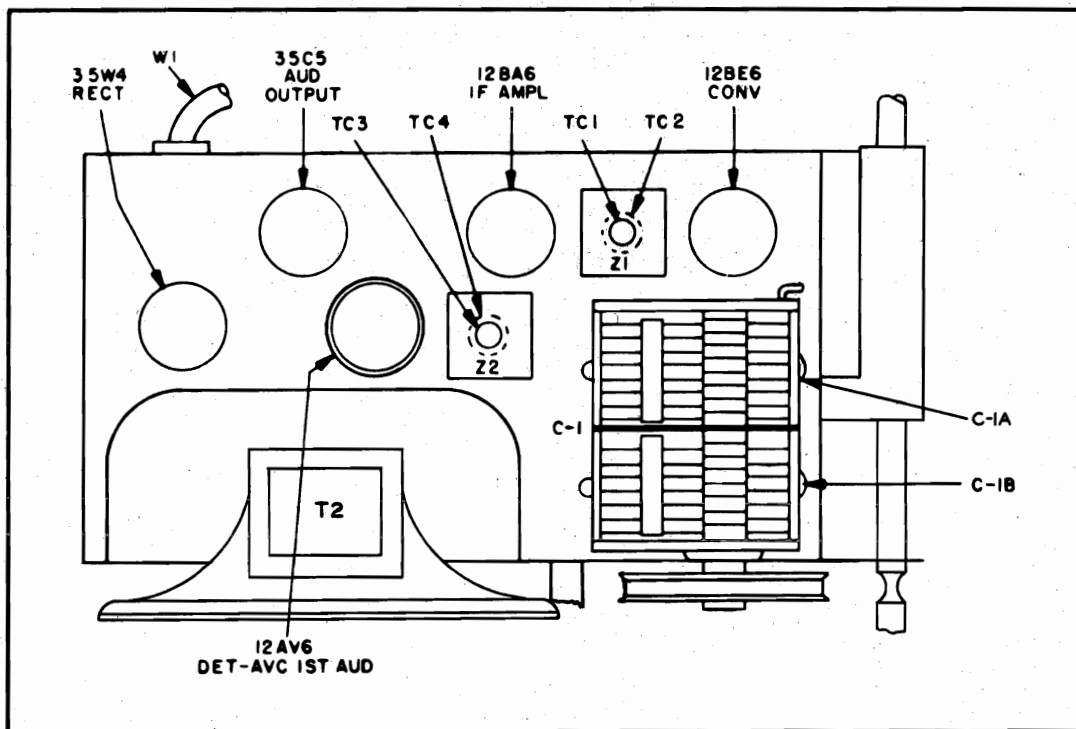 W1
35W4
RECT
35C5
AUD
OUTPUT
TC3
TC4
12BA6
IF AMPL
TC1
TC2
12BE6
CONV
Z1
Z2
C-1
C-1A
C-1B
T2
12AV6
DET-AVC 1ST AUD